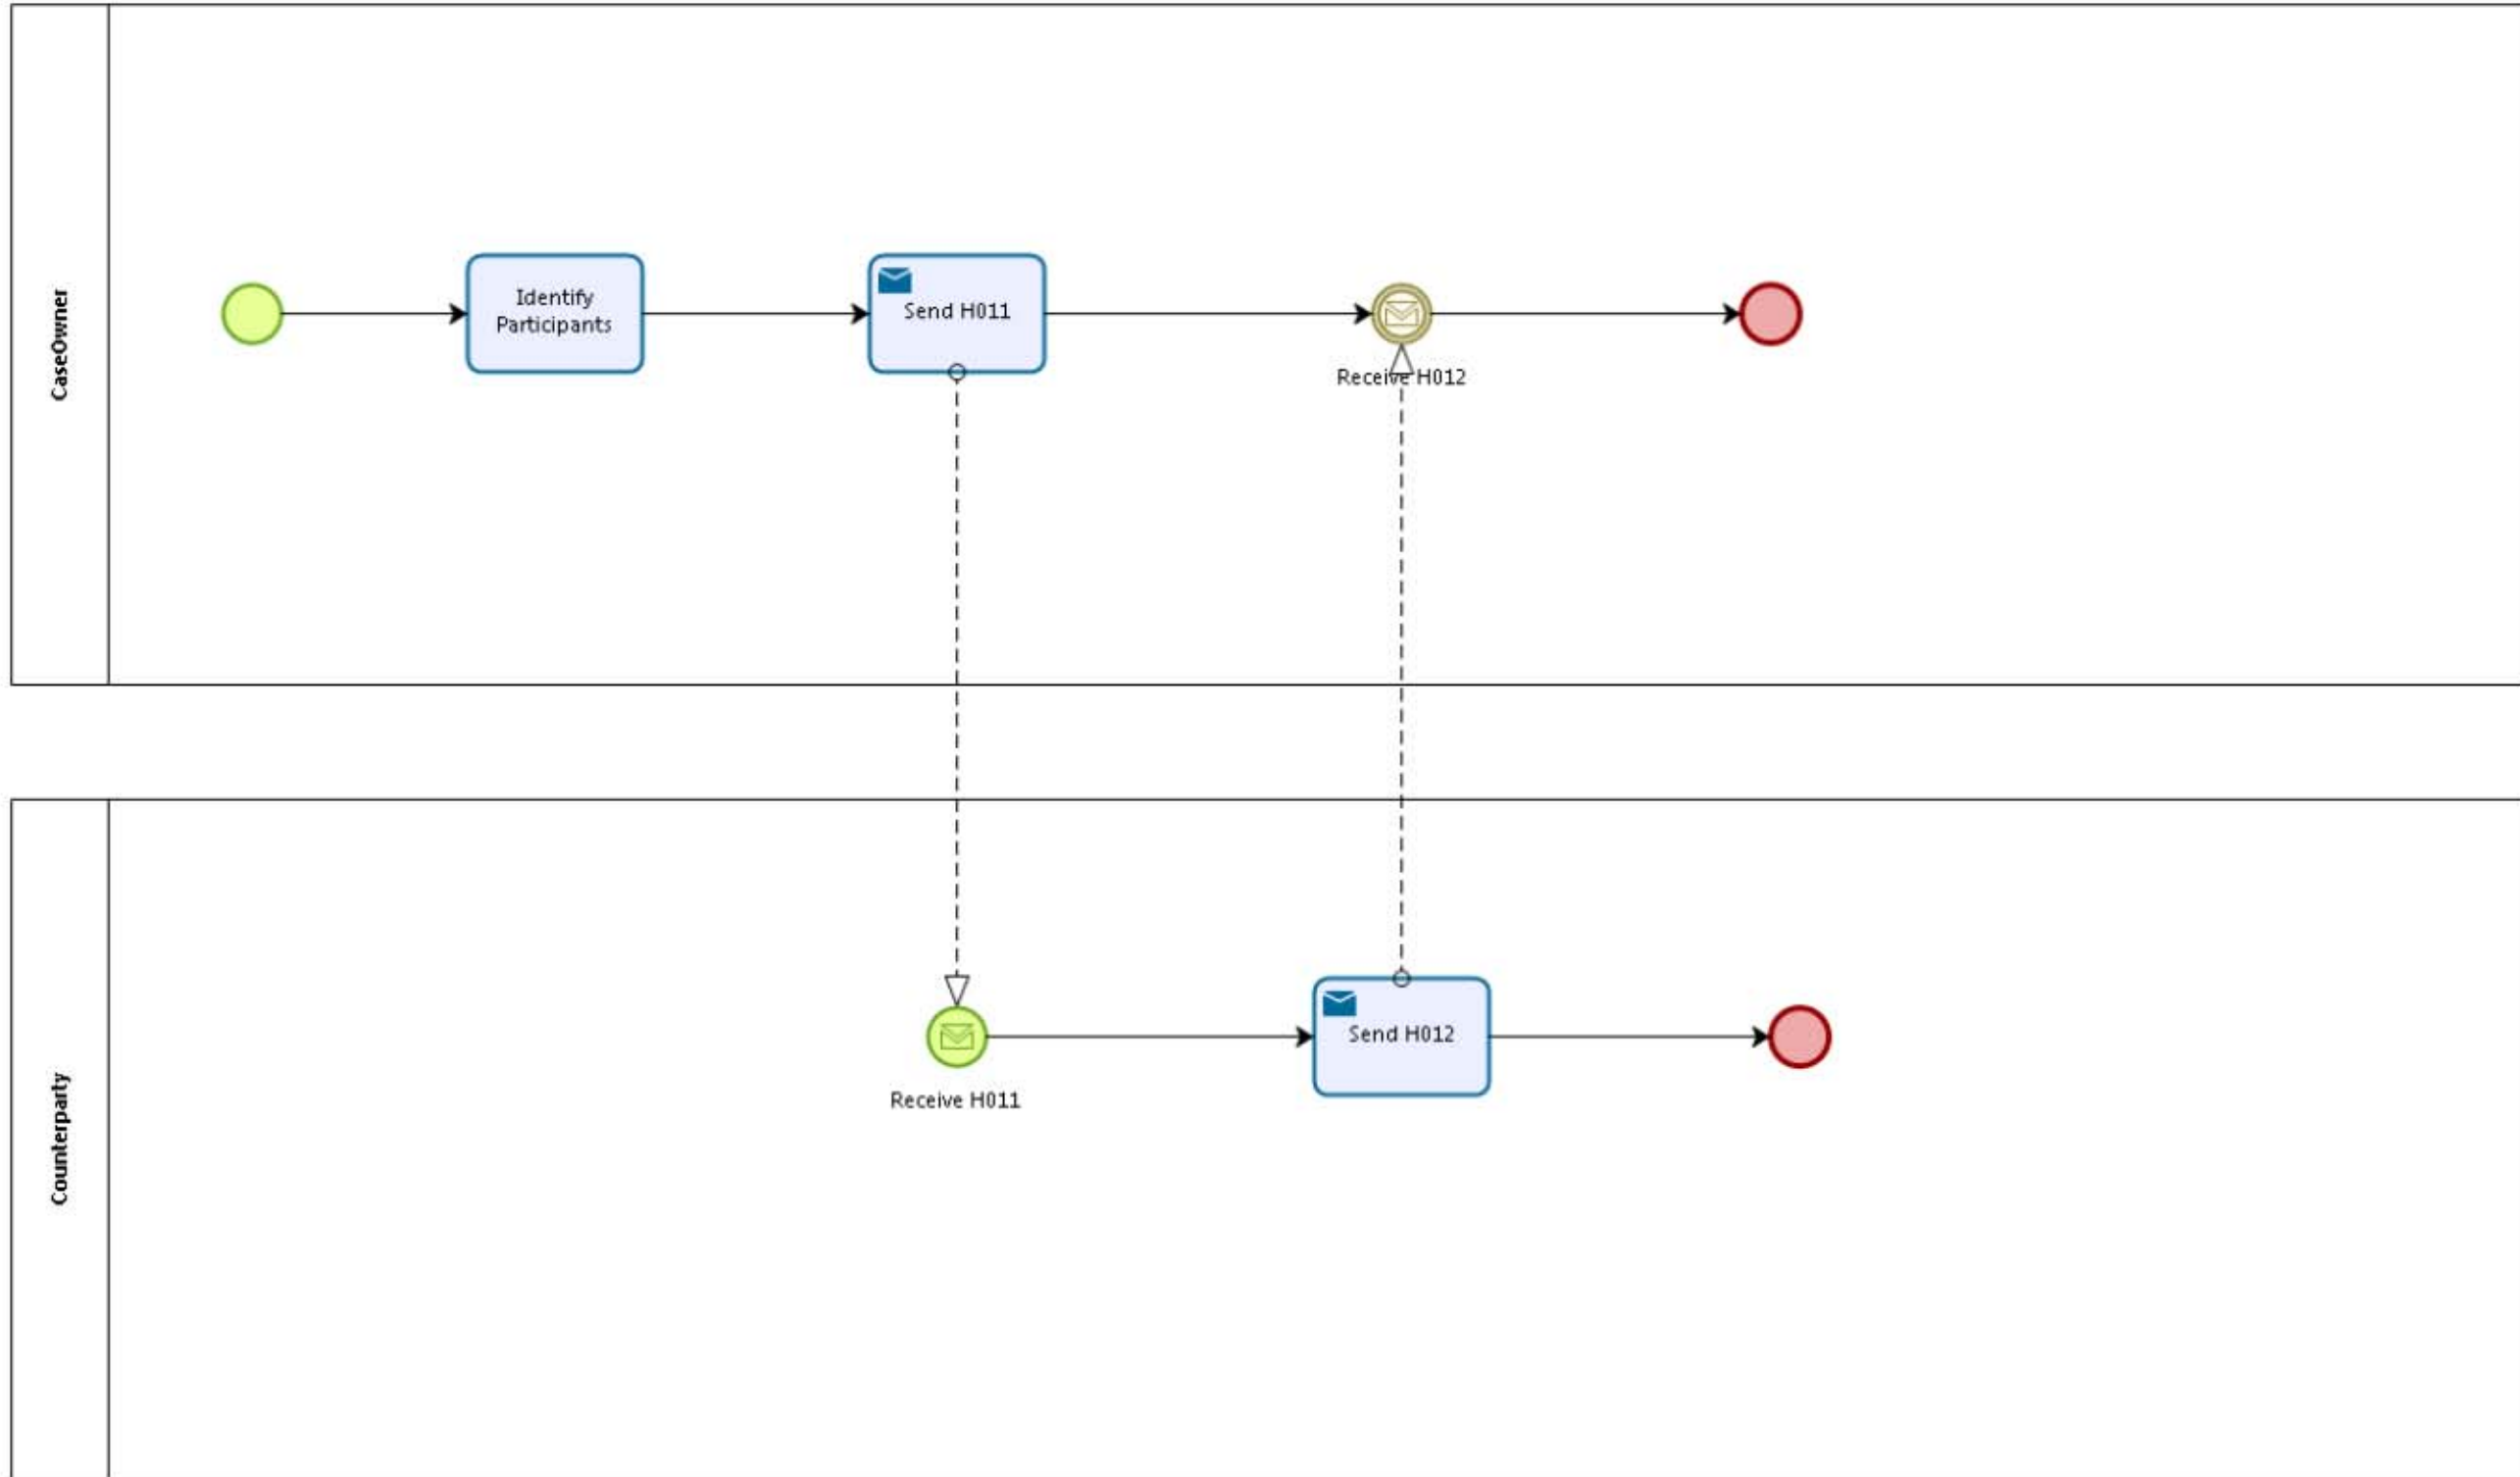 CaseOwner
Identify
Participants
Send H011
Receive H012
Counterparty
Receive H011
Send H012